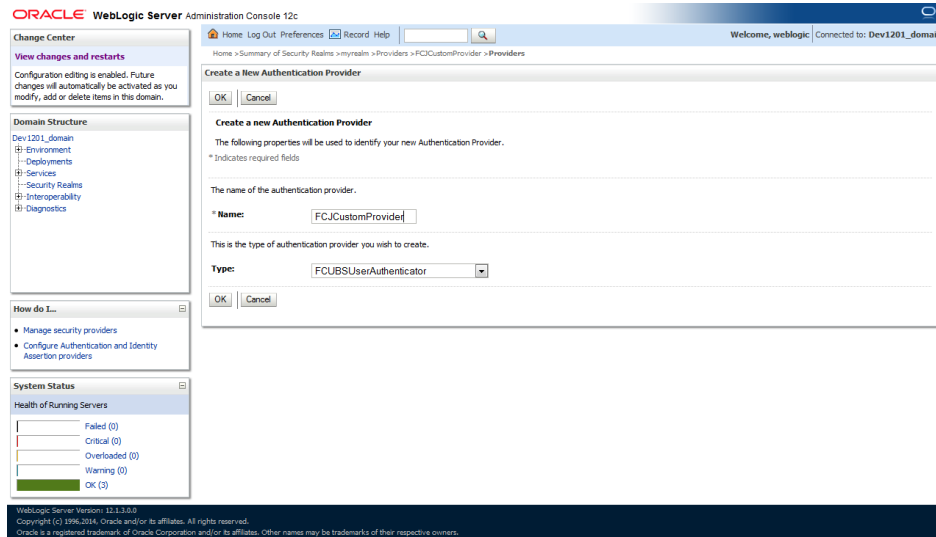 ORACLE WebLogic Server Administration Console 12c
Change Center
View changes and restarts
Configuration editing is enabled. Future
changes will automatically be activated as you
modify, add or delete items in this domain.
Domain Structure
Dev1201_domain
Environment
Deployments
Services
Security Realms
Interoperability
Diagnostics
How do I...
Manage security providers
Configure Authentication and Identity
Assertion providers
System Status
Health of Running Servers
Failed (0)
Critical (0)
Overloaded (0)
Warning (0)
OK (3)
Home Log Out Preferences Record Help
Welcome, weblogic Connected to: Dev1201_domai
Home >Summary of Security Realms >myrealm >Providers >FCJCustomProvider >Providers
Create a New Authentication Provider
OK Cancel
Create a new Authentication Provider
The following properties will be used to identify your new Authentication Provider.
* Indicates required fields
The name of the authentication provider.
* Name: FCJCustomProvider
This is the type of authentication provider you wish to create.
Type: FCUBSUserAuthenticator
OK Cancel
WebLogic Server Version: 12.1.3.0.0
Copyright (c) 1996,2014, Oracle and/or its affiliates. All rights reserved.
Oracle is a registered trademark of Oracle Corporation and/or its affiliates. Other names may be trademarks of their respective owners.